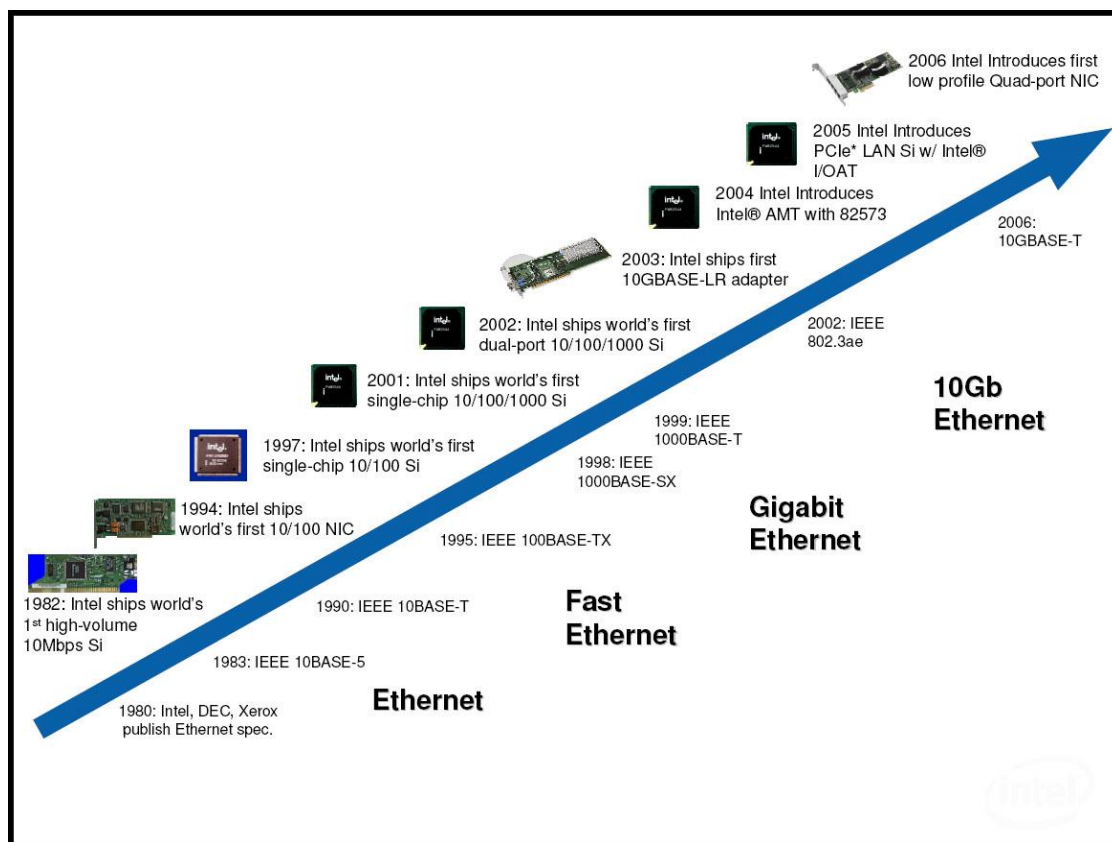 2006 Intel Introduces first
low profile Quad-port NIC
2005 Intel Introduces
PCIe* LAN Si w/ Intel®
I/OAT
2004 Intel Introduces
Intel® AMT with 82573
2006:
10GBASE-T
2003: Intel ships first
10GBASE-LR adapter
2002: Intel ships world's first
dual-port 10/100/1000 Si
2002: IEEE
802.3ae
2001: Intel ships world's first
single-chip 10/100/1000 Si
10Gb
Ethernet
1999: IEEE
1000BASE-T
1997: Intel ships world's first
single-chip 10/100 Si
1998: IEEE
1000BASE-SX
1994: Intel ships
world's first 10/100 NIC
Gigabit
Ethernet
1995: IEEE 100BASE-TX
1982: Intel ships world's
1st high-volume
10Mbps Si
1990: IEEE 10BASE-T
Fast
Ethernet
1983: IEEE 10BASE-5
Ethernet
1980: Intel, DEC, Xerox
publish Ethernet spec.
intel
intel
intel
intel
intel
intel